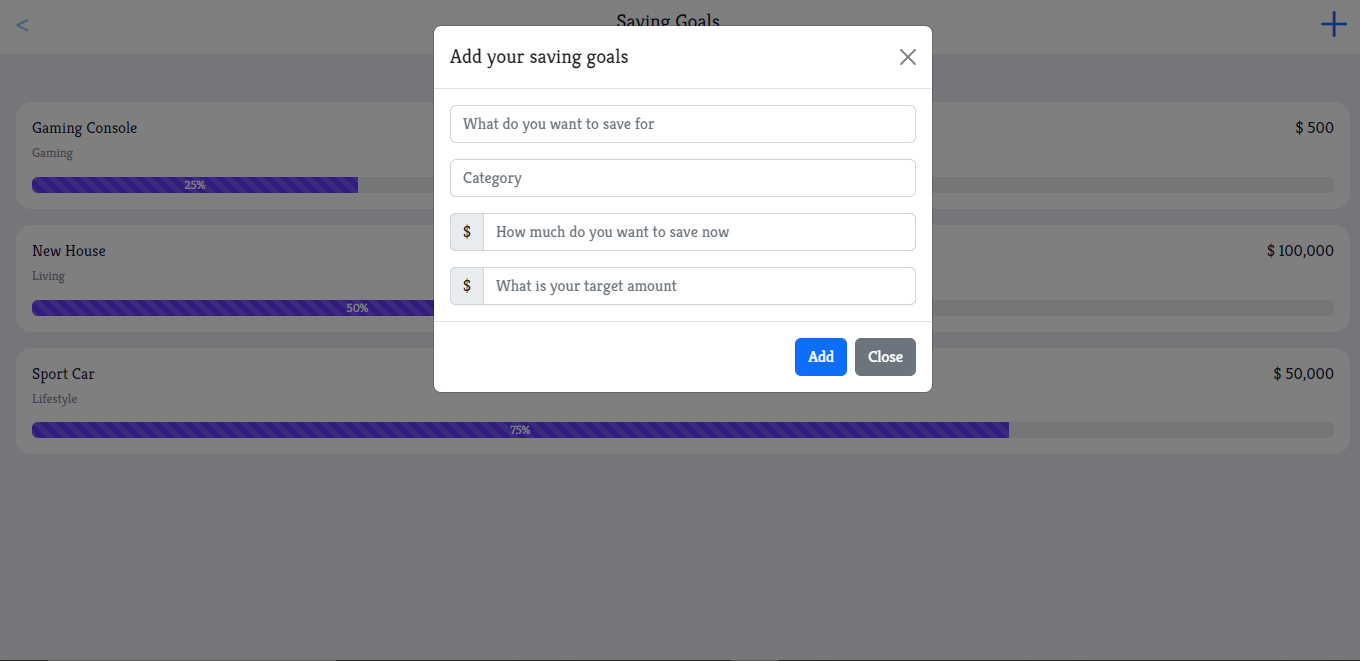 <
Saving Goals
Add your saving goals
What do you want to save for
Category
$ How much do you want to save now
$ What is your target amount
Add Close
Gaming Console $ 500
Gaming
25%
New House $ 100,000
Living
50%
Sport Car $ 50,000
Lifestyle
75%